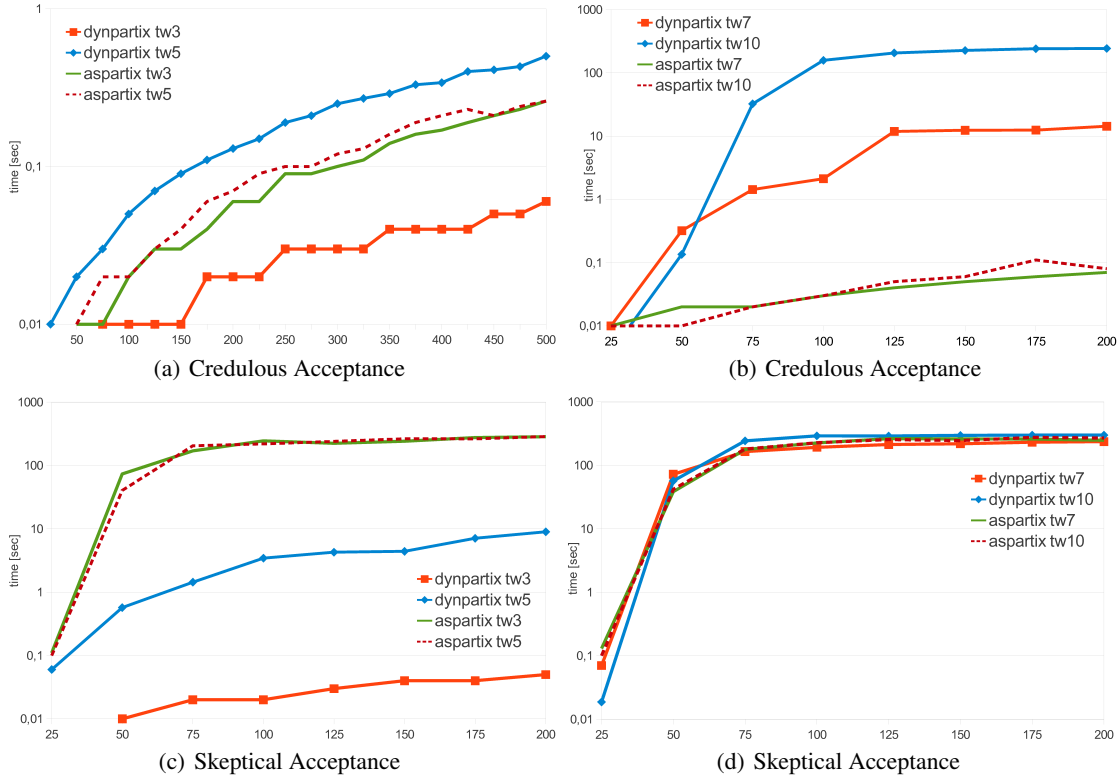 1
dynpartix tw3
dynpartix tw5
aspartix tw3
aspartix tw5
0,1
time [sec]
0,01
50 100 150 200 250 300 350 400 450 500
(a) Credulous Acceptance
1000
dynpartix tw7
dynpartix tw10
aspartix tw7
aspartix tw10
100
10
time [sec]
1
0,1
0,01
25 50 75 100 125 150 175 200
(b) Credulous Acceptance
1000
100
10
time [sec]
1
0,1
0,01
dynpartix tw3
dynpartix tw5
aspartix tw3
aspartix tw5
25 50 75 100 125 150 175 200
(c) Skeptical Acceptance
1000
100
10
time [sec]
1
0,1
0,01
dynpartix tw7
dynpartix tw10
aspartix tw7
aspartix tw10
25 50 75 100 125 150 175 200
(d) Skeptical Acceptance